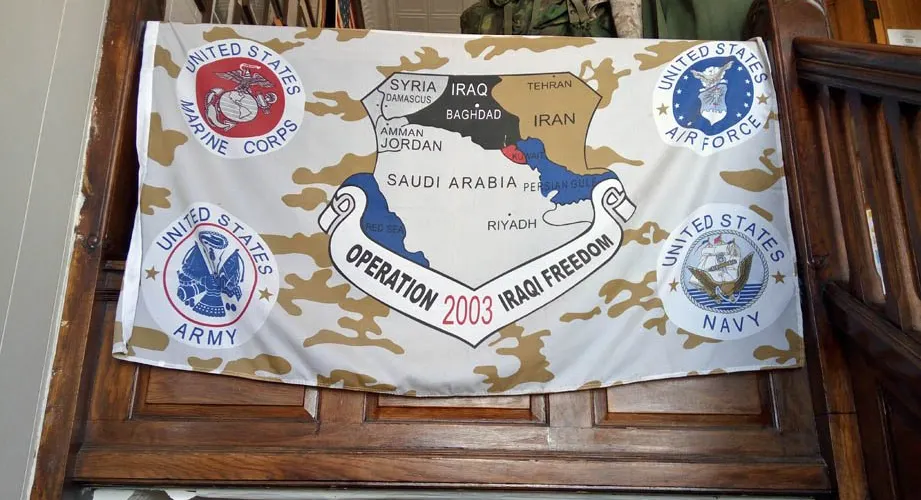 UNITED STATES
MARINE CORPS
SYRIA
DAMASCUS
IRAQ
BAGHDAD
TEHRAN
IRAN
AMMAN
JORDAN
KUWAIT
SAUDI ARABIA
PERSIAN GULF
RIYADH
RED SEA
OPERATION 2003 IRAQI FREEDOM
UNITED STATES
AIR FORCE
UNITED STATES
ARMY
UNITED STATES
NAVY